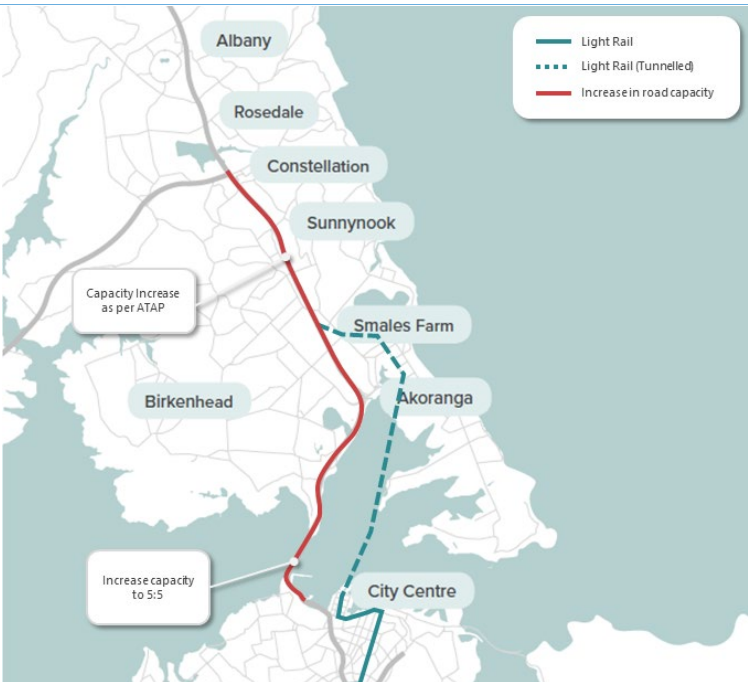 Albany
Light Rail
Light Rail (Tunnelled)
Increase in road capacity
Rosedale
Constellation
Sunnynook
Capacity Increase
as per ATAP
Smales Farm
Birkenhead
Akoranga
Increase capacity
to 5:5
City Centre